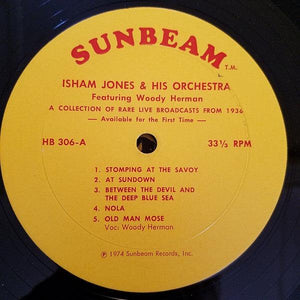 SUNBEAM
T.M.
ISHAM JONES & HIS ORCHESTRA
Featuring Woody Herman
A COLLECTION OF RARE LIVE BROADCASTS FROM 1936
— Available for the First Time —
HB 306-A 33⅓ RPM
1. STOMPING AT THE SAVOY
2. AT SUNDOWN
3. BETWEEN THE DEVIL AND
THE DEEP BLUE SEA
4. NOLA
5. OLD MAN MOSE
Voc: Woody Herman
Ⓟ 1974 Sunbeam Records, Inc.